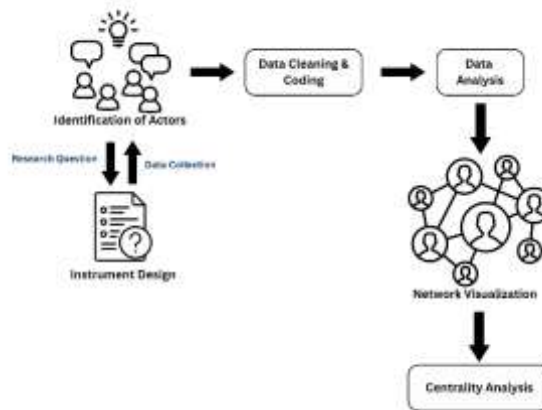 Data Cleaning &
Coding
Data
Analysis
Identification of Actors
Research Question
Data Collection
Instrument Design
Network Visualization
Centrality Analysis